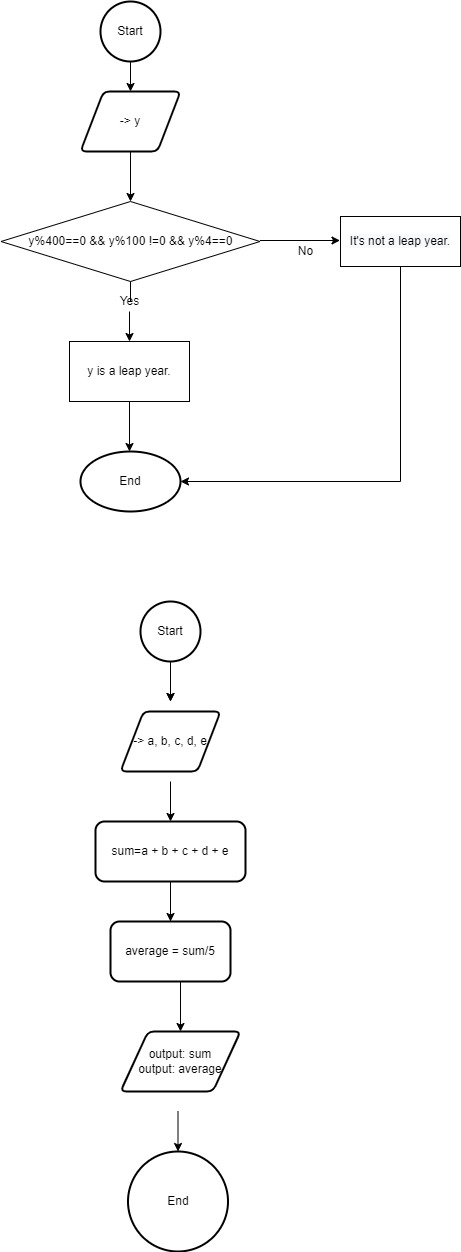 Start
-> y
y%400==0 && y%100 !=0 && y%4==0
No
It's not a leap year.
Yes
y is a leap year.
End
Start
-> a, b, c, d, e
sum=a + b + c + d + e
average = sum/5
output: sum
output: average
End